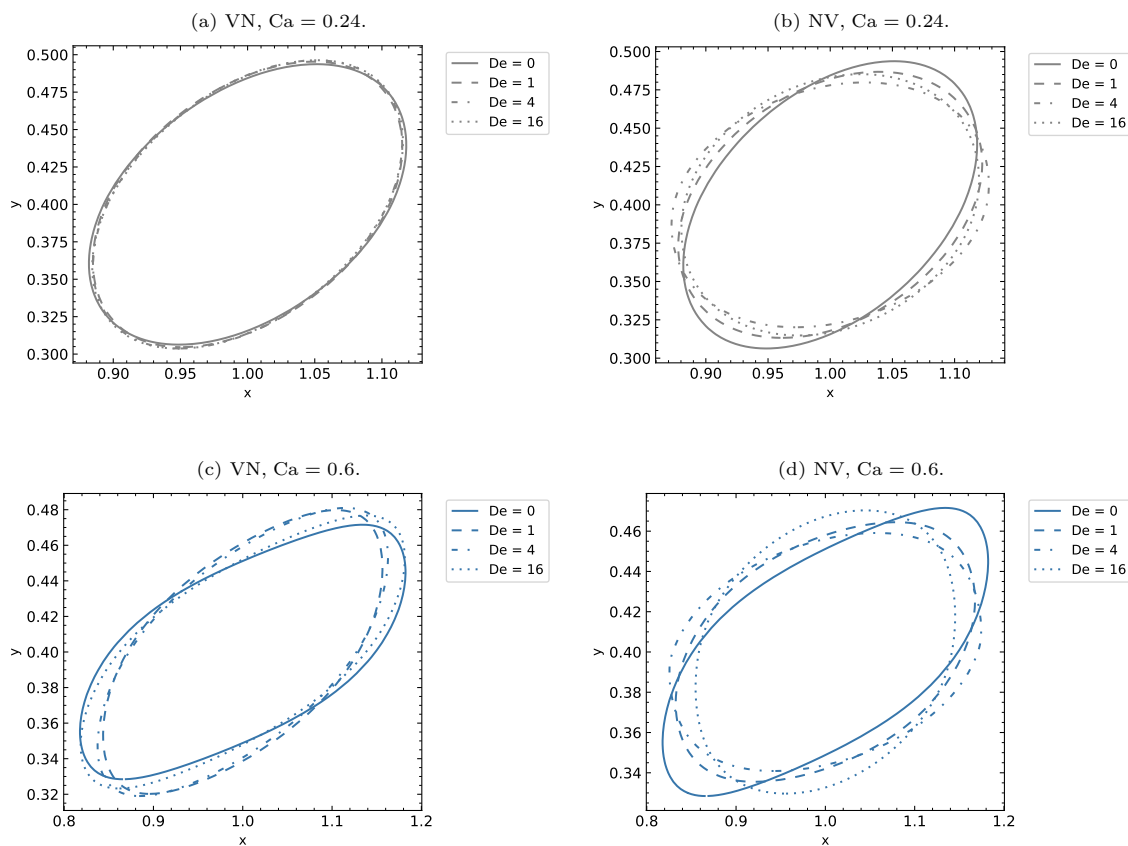 (a) VN, Ca = 0.24.
0.500
0.475
0.450
0.425
0.400
0.375
0.350
0.325
0.300
y
0.90 0.95 1.00 1.05 1.10
x
De = 0
De = 1
De = 4
De = 16
(b) NV, Ca = 0.24.
0.500
0.475
0.450
0.425
0.400
0.375
0.350
0.325
0.300
y
0.90 0.95 1.00 1.05 1.10
x
De = 0
De = 1
De = 4
De = 16
(c) VN, Ca = 0.6.
0.48
0.46
0.44
0.42
0.40
0.38
0.36
0.34
0.32
y
0.8 0.9 1.0 1.1 1.2
x
De = 0
De = 1
De = 4
De = 16
(d) NV, Ca = 0.6.
0.46
0.44
0.42
0.40
0.38
0.36
0.34
y
0.8 0.9 1.0 1.1 1.2
x
De = 0
De = 1
De = 4
De = 16